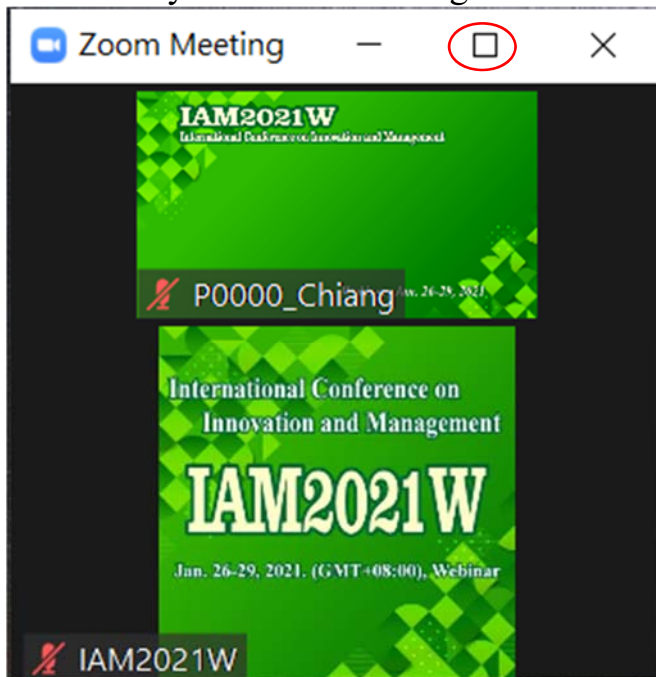 Zoom Meeting
IAM2021W
International Conference on Innovation and Management
P0000_Chiang
Jan. 26-29, 2021
International Conference on
Innovation and Management
IAM2021W
Jan. 26-29, 2021. (GMT+08:00), Webinar
IAM2021W